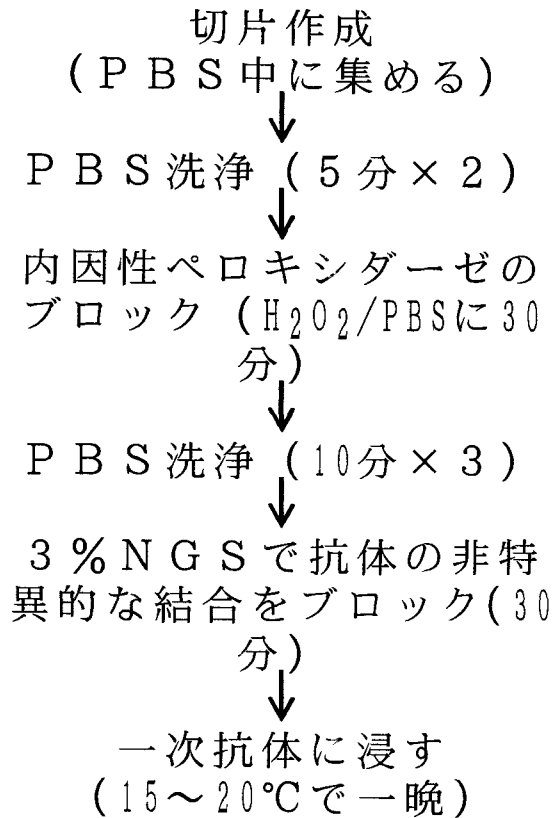 切片作成
(PBS中に集める)
PBS洗浄(5分×2)
内因性ペロキシダーゼの
ブロック(H₂O₂/PBSに30
分)
PBS洗浄(10分×3)
3%NGSで抗体の非特
異的な結合をブロック(30
分)
一次抗体に浸す
(15～20℃で一晩)